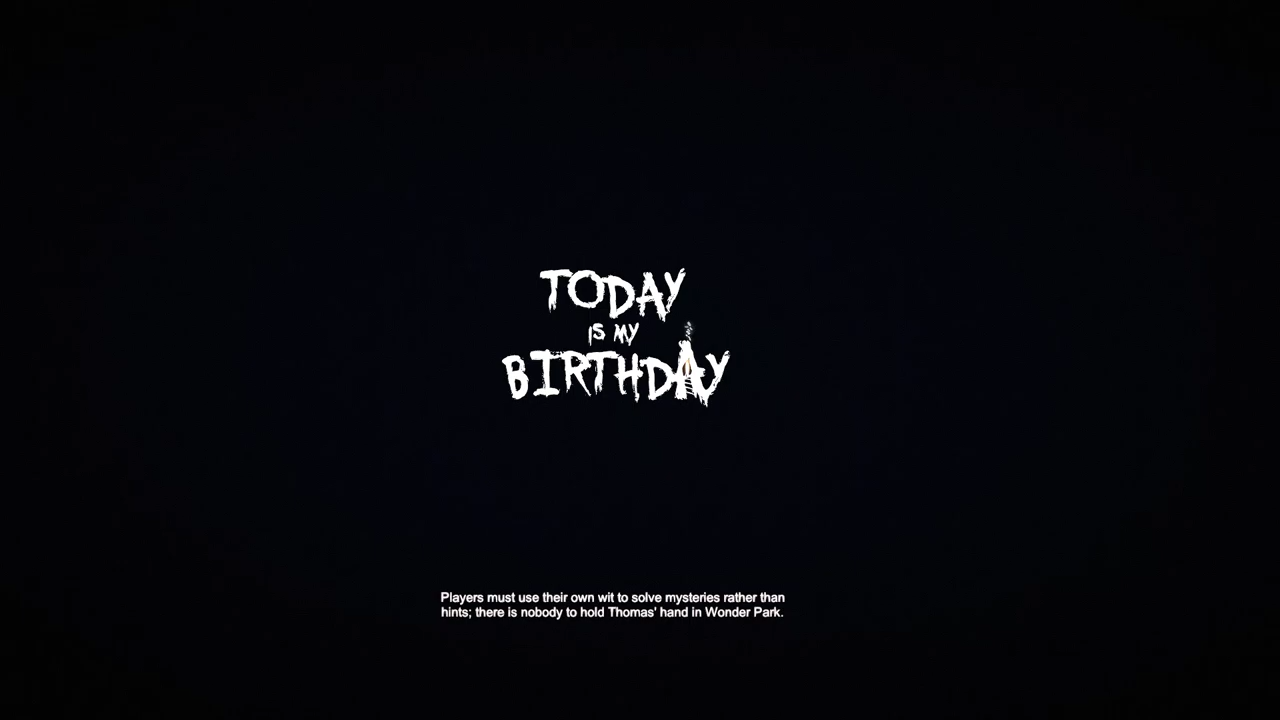 TODAY
IS MY
BIRTHDAY
Players must use their own wit to solve mysteries rather than
hints; there is nobody to hold Thomas' hand in Wonder Park.